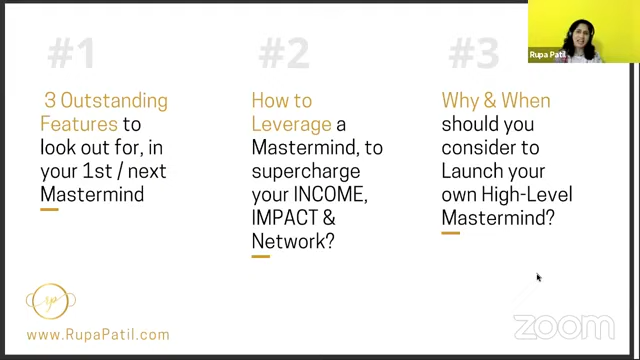 #1
3 Outstanding
Features to
look out for, in
your 1st / next
Mastermind
#2
How to
Leverage a
Mastermind, to
supercharge
your INCOME,
IMPACT &
Network?
#3
Why & When
should you
consider to
Launch your
own High-Level
Mastermind?
Rupa Patil
www.RupaPatil.com
zoom